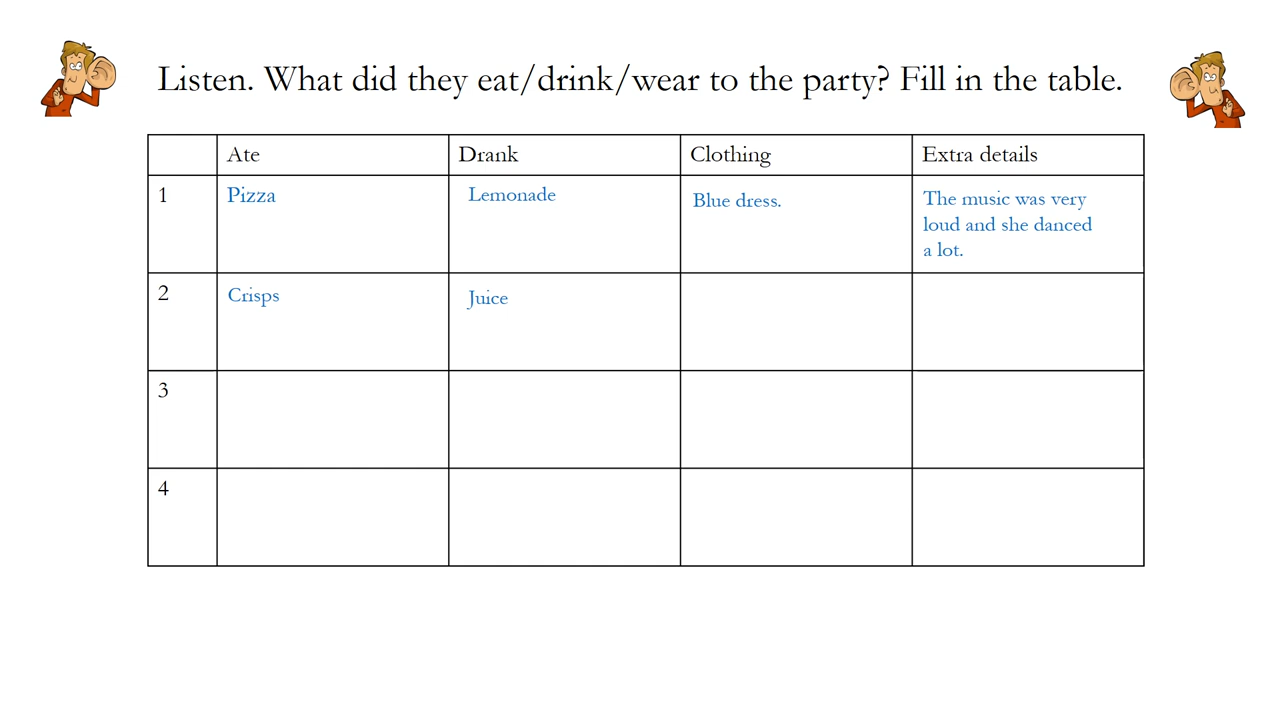 Listen. What did they eat/drink/wear to the party? Fill in the table.
Ate Drank Clothing Extra details
1 Pizza Lemonade Blue dress. The music was very
loud and she danced
a lot.
2 Crisps Juice
3
4